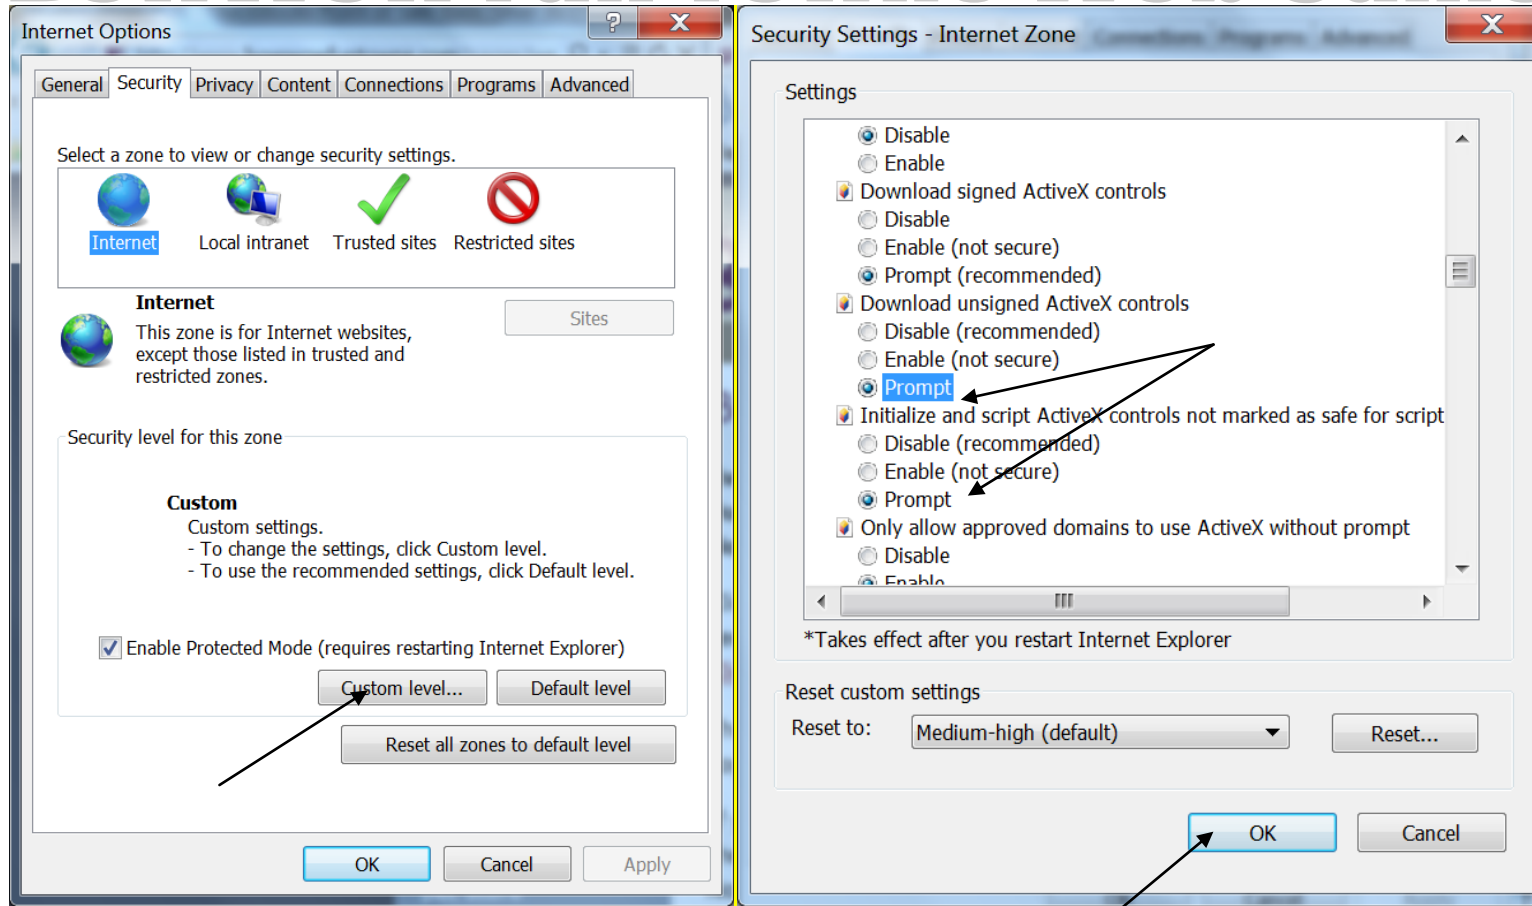 Internet Options
General Security Privacy Content Connections Programs Advanced
Select a zone to view or change security settings.
Internet Local intranet Trusted sites Restricted sites
Internet
This zone is for Internet websites,
except those listed in trusted and
restricted zones.
Sites
Security level for this zone
Custom
Custom settings.
- To change the settings, click Custom level.
- To use the recommended settings, click Default level.
Enable Protected Mode (requires restarting Internet Explorer)
Custom level... Default level
Reset all zones to default level
OK Cancel Apply
Security Settings - Internet Zone
Settings
Disable
Enable
Download signed ActiveX controls
Disable
Enable (not secure)
Prompt (recommended)
Download unsigned ActiveX controls
Disable (recommended)
Enable (not secure)
Prompt
Initialize and script ActiveX controls not marked as safe for script
Disable (recommended)
Enable (not secure)
Prompt
Only allow approved domains to use ActiveX without prompt
Disable
Enable
*Takes effect after you restart Internet Explorer
Reset custom settings
Reset to: Medium-high (default) Reset...
OK Cancel